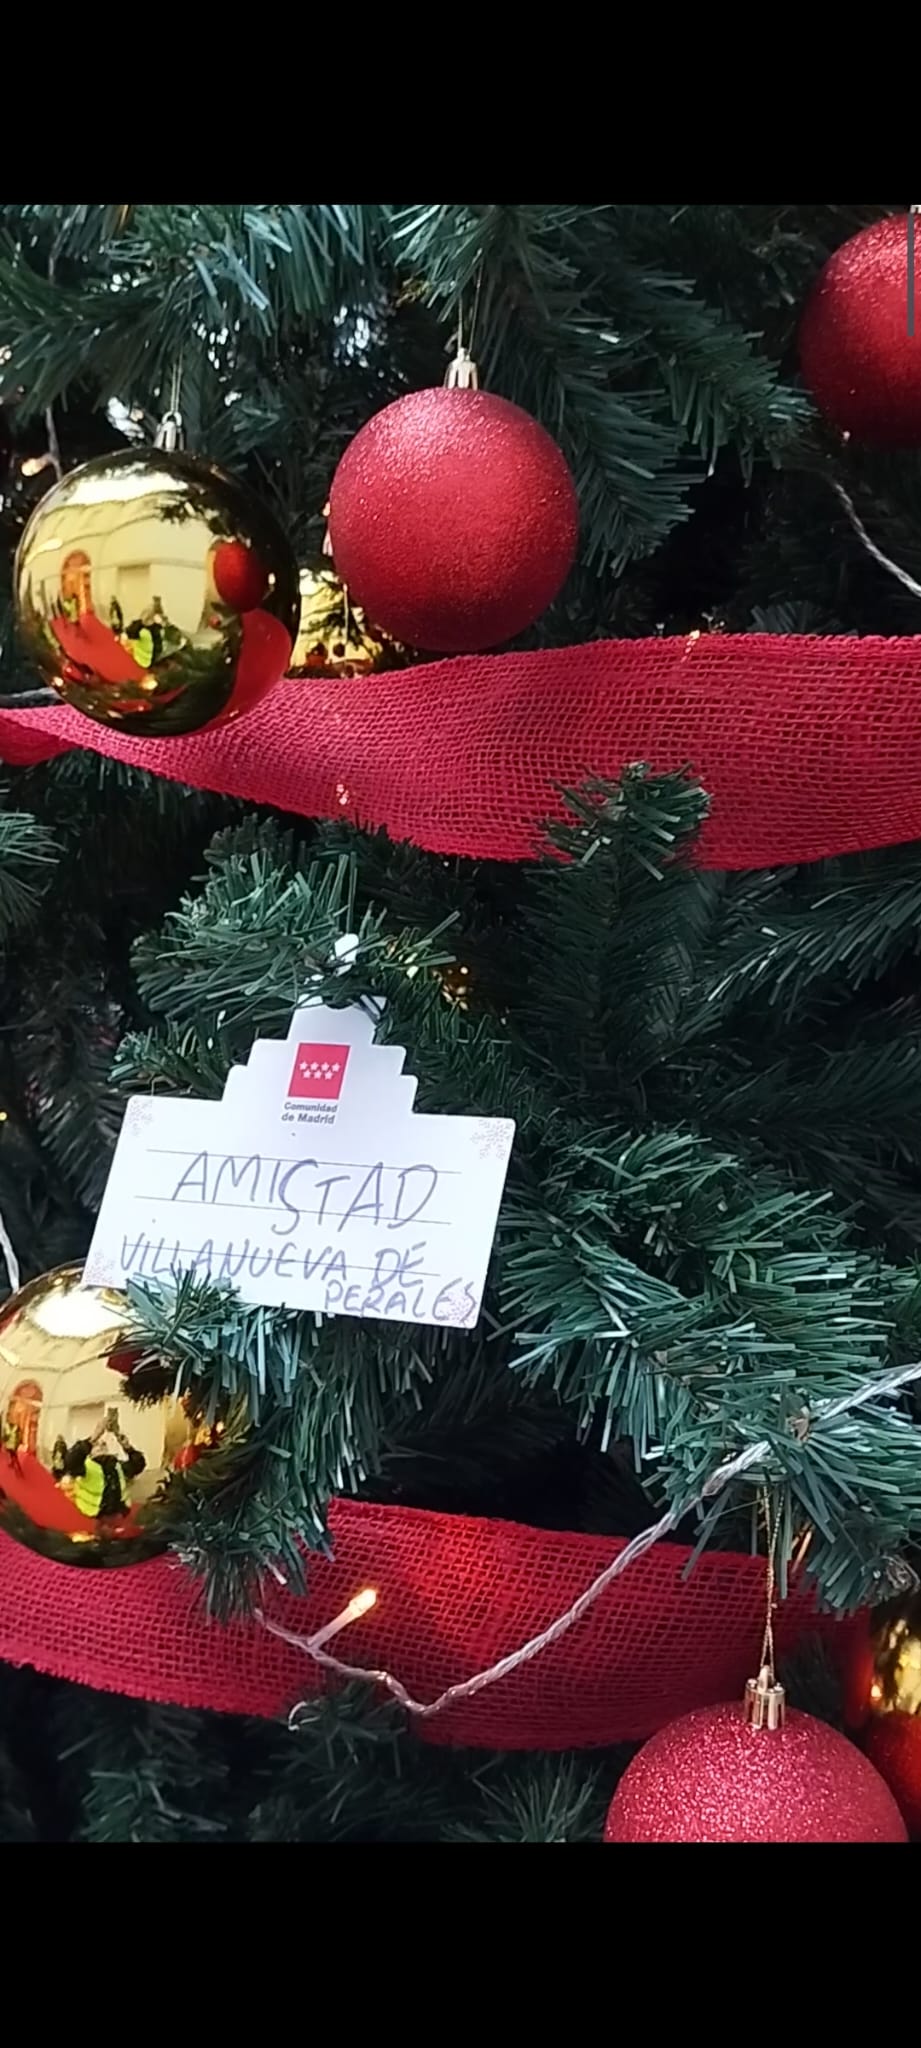 Comunidad
de Madrid
AMISTAD
VILLANUEVA DE
PERALES